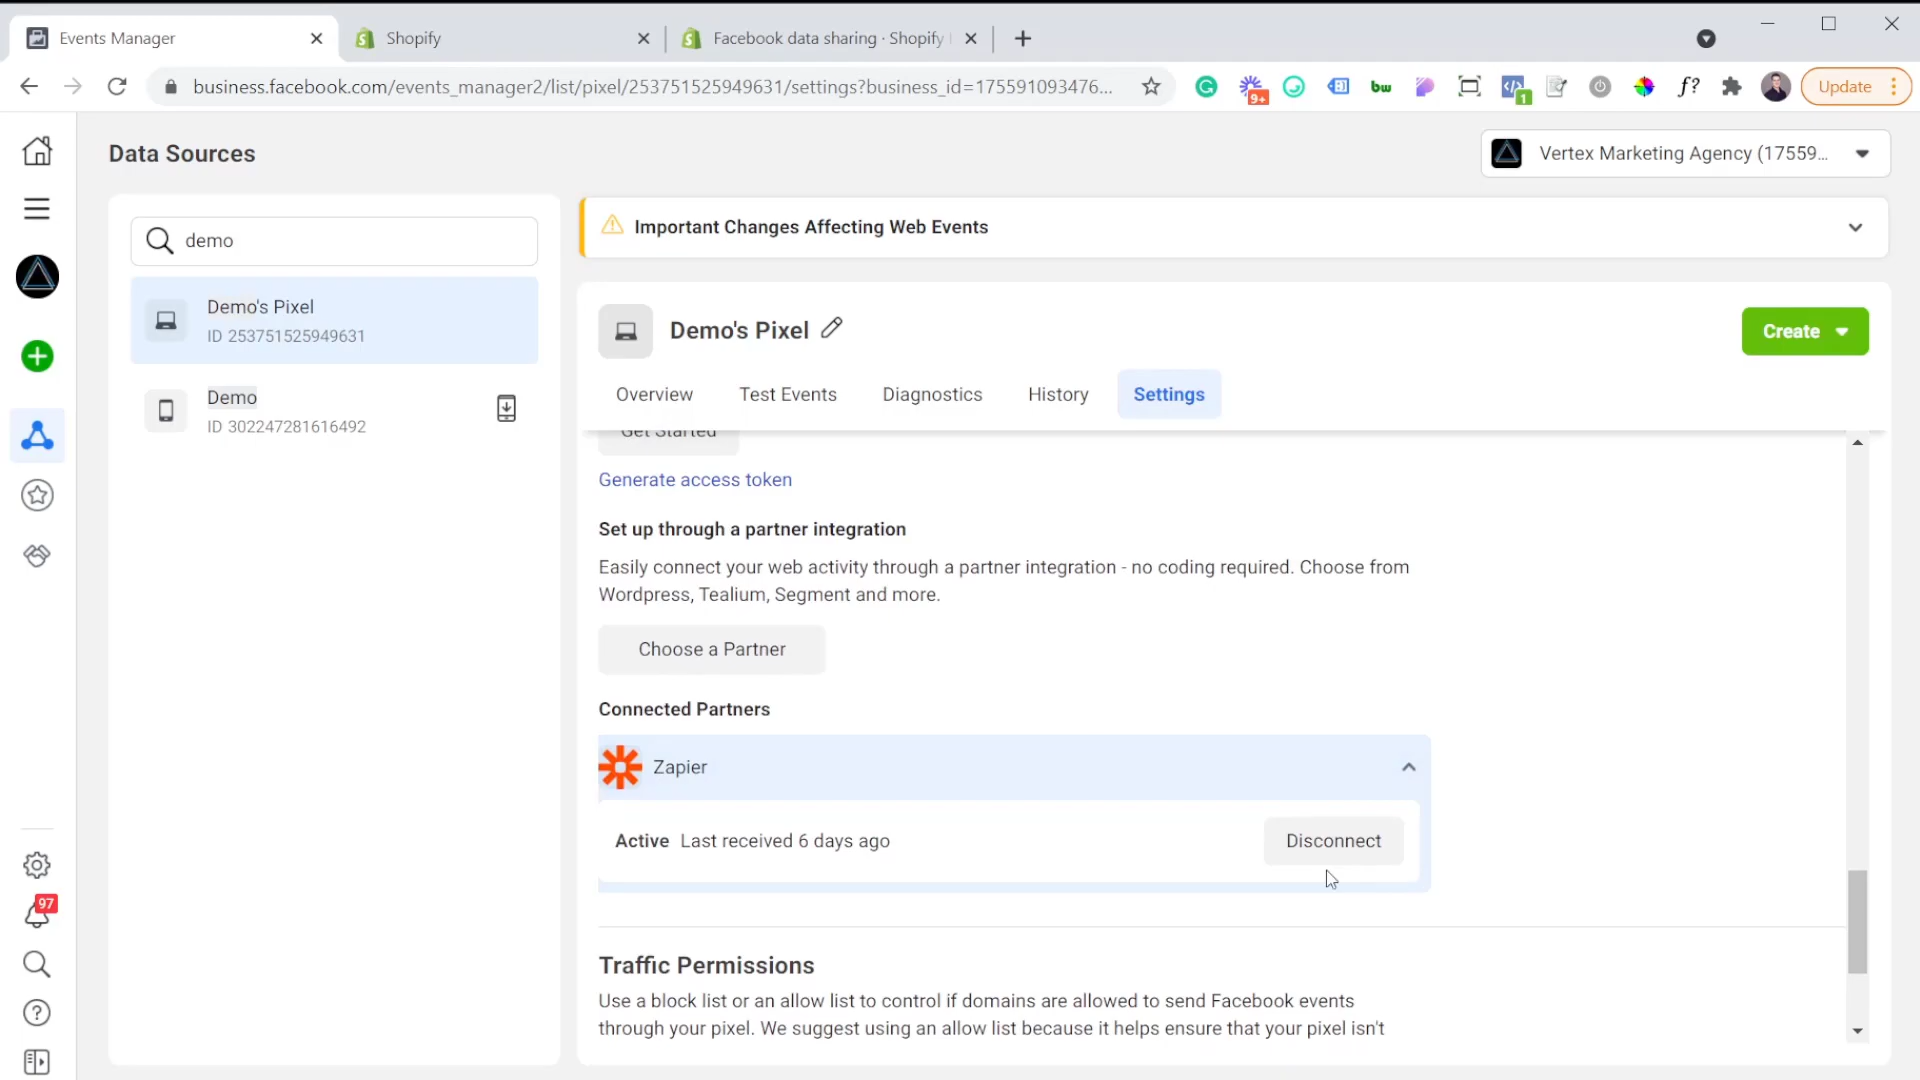 Events Manager
Shopify
Facebook data sharing · Shopify
business.facebook.com/events_manager2/list/pixel/253751525949631/settings?business_id=175591093476...
9+
bw
1
f?
Update
Data Sources
Vertex Marketing Agency (17559...
demo
Important Changes Affecting Web Events
Demo's Pixel
ID 253751525949631
Demo's Pixel
Create
Demo
ID 302247281616492
Overview
Test Events
Diagnostics
History
Settings
Get Started
Generate access token
Set up through a partner integration
Easily connect your web activity through a partner integration - no coding required. Choose from
Wordpress, Tealium, Segment and more.
Choose a Partner
Connected Partners
Zapier
Active Last received 6 days ago
Disconnect
97
Traffic Permissions
Use a block list or an allow list to control if domains are allowed to send Facebook events
through your pixel. We suggest using an allow list because it helps ensure that your pixel isn't